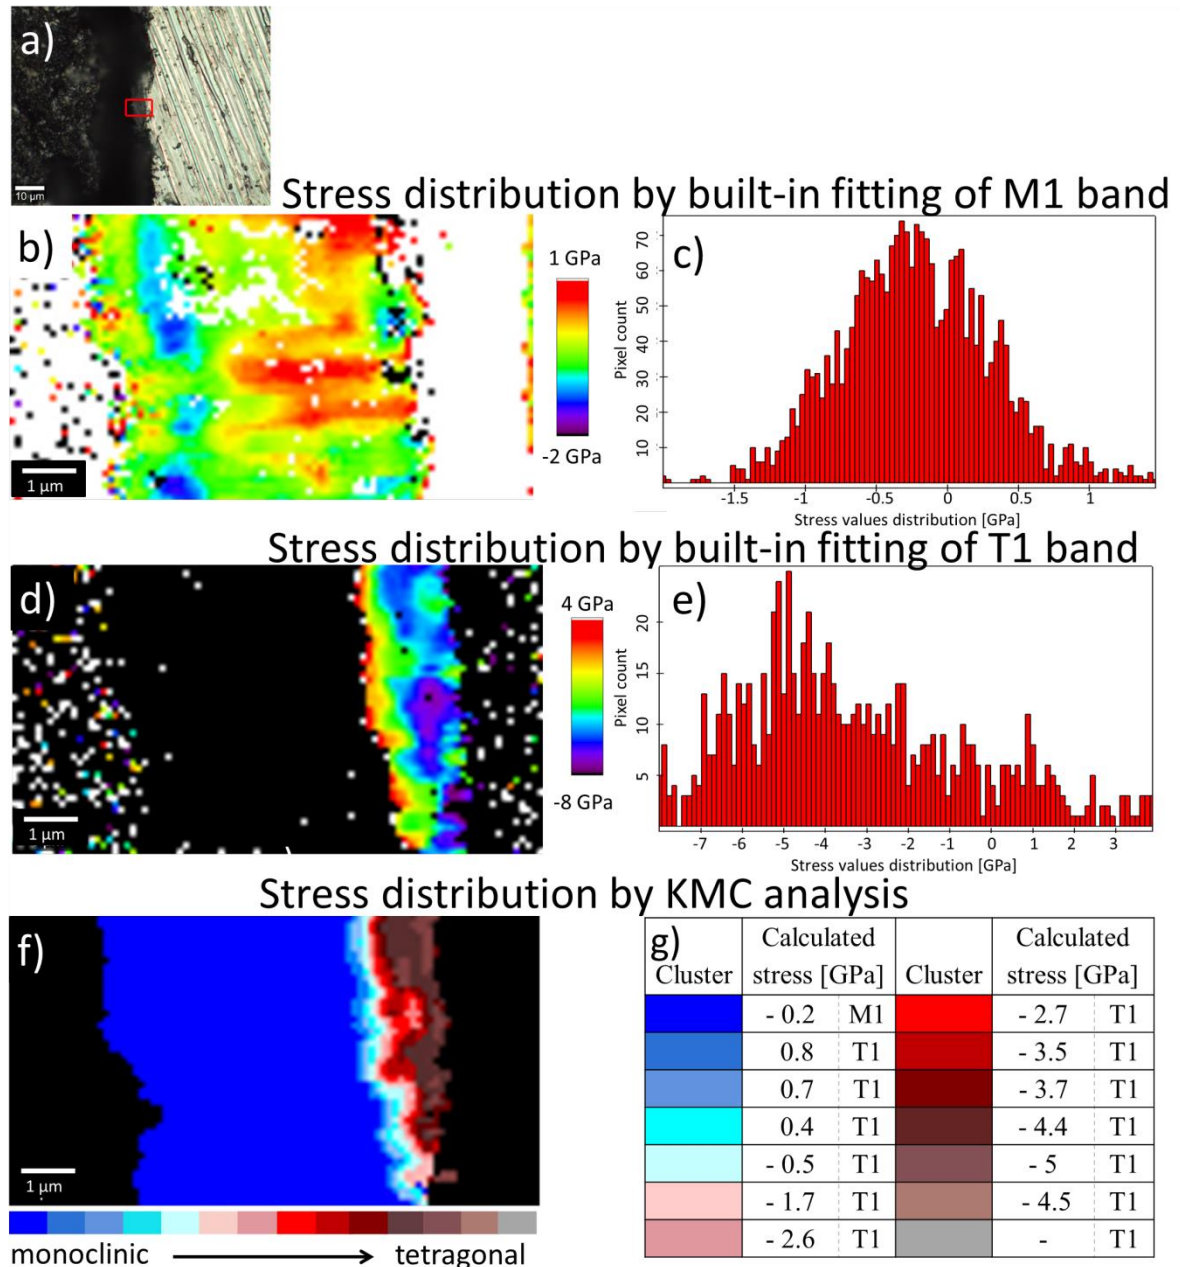 a)
10 µm
Stress distribution by built-in fitting of M1 band
b)
1 GPa
-2 GPa
1 µm
c)
Pixel count
70
60
50
40
30
20
10
-1.5 -1 -0.5 0 0.5 1
Stress values distribution [GPa]
Stress distribution by built-in fitting of T1 band
d)
4 GPa
-8 GPa
1 µm
e)
Pixel count
20
15
10
5
-7 -6 -5 -4 -3 -2 -1 0 1 2 3
Stress values distribution [GPa]
Stress distribution by KMC analysis
f)
1 µm
monoclinic tetragonal
g)
Cluster Calculated stress [GPa] Cluster Calculated stress [GPa]
- 0.2 M1 - 2.7 T1
0.8 T1 - 3.5 T1
0.7 T1 - 3.7 T1
0.4 T1 - 4.4 T1
- 0.5 T1 - 5 T1
- 1.7 T1 - 4.5 T1
- 2.6 T1 - T1